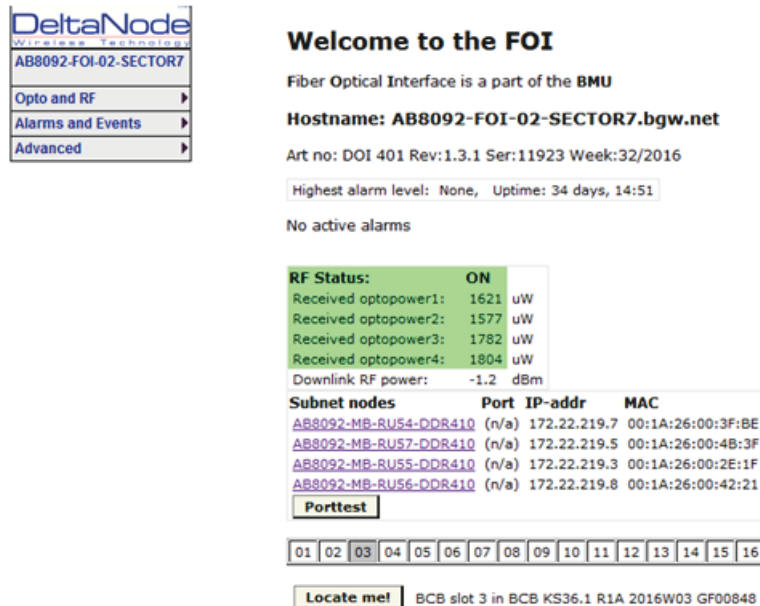 DeltaNode
Wireless Technology
AB8092-FOI-02-SECTOR7
Opto and RF
Alarms and Events
Advanced
Welcome to the FOI
Fiber Optical Interface is a part of the BMU
Hostname: AB8092-FOI-02-SECTOR7.bgw.net
Art no: DOI 401 Rev:1.3.1 Ser:11923 Week:32/2016
Highest alarm level: None, Uptime: 34 days, 14:51
No active alarms
RF Status: ON
Received optopower1: 1621 uW
Received optopower2: 1577 uW
Received optopower3: 1782 uW
Received optopower4: 1804 uW
Downlink RF power: -1.2 dBm
Subnet nodes Port IP-addr MAC
AB8092-MB-RU54-DDR410 (n/a) 172.22.219.7 00:1A:26:00:3F:BE
AB8092-MB-RU57-DDR410 (n/a) 172.22.219.5 00:1A:26:00:4B:3F
AB8092-MB-RU55-DDR410 (n/a) 172.22.219.3 00:1A:26:00:2E:1F
AB8092-MB-RU56-DDR410 (n/a) 172.22.219.8 00:1A:26:00:42:21
Porttest
01 02 03 04 05 06 07 08 09 10 11 12 13 14 15 16
Locate me! BCB slot 3 in BCB KS36.1 R1A 2016W03 GF00848